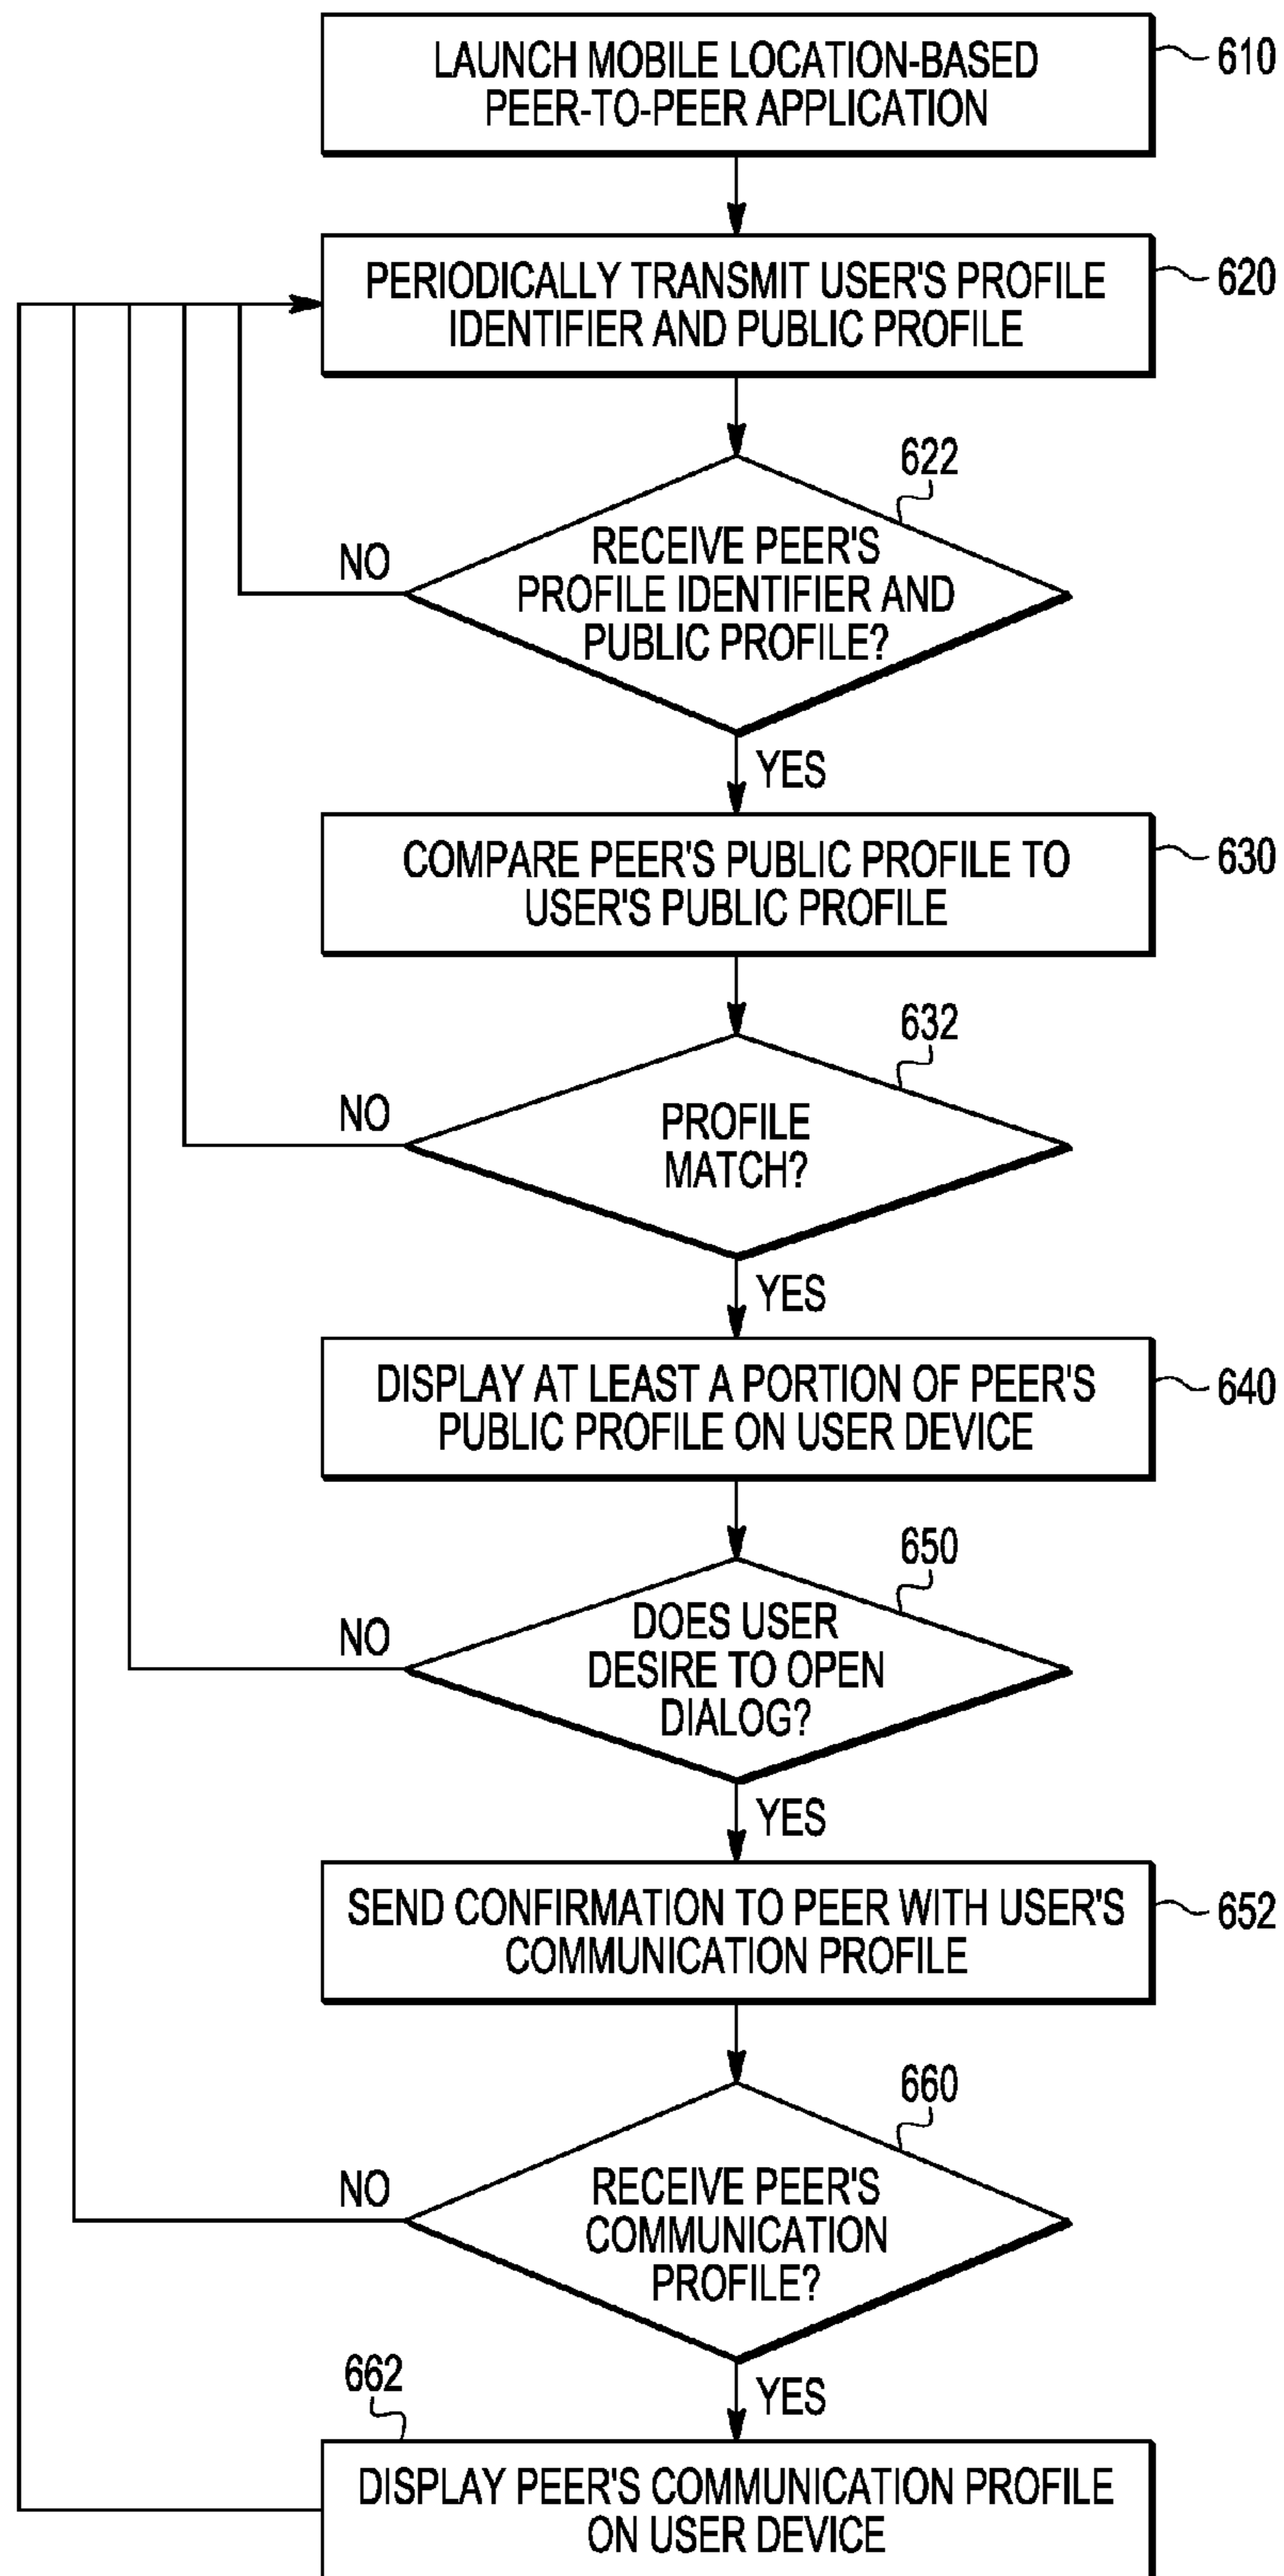 LAUNCH MOBILE LOCATION-BASED
PEER-TO-PEER APPLICATION
610
PERIODICALLY TRANSMIT USER'S PROFILE
IDENTIFIER AND PUBLIC PROFILE
620
622
RECEIVE PEER'S
PROFILE IDENTIFIER AND
PUBLIC PROFILE?
NO
YES
COMPARE PEER'S PUBLIC PROFILE TO
USER'S PUBLIC PROFILE
630
632
PROFILE
MATCH?
NO
YES
DISPLAY AT LEAST A PORTION OF PEER'S
PUBLIC PROFILE ON USER DEVICE
640
650
DOES USER
DESIRE TO OPEN
DIALOG?
NO
YES
SEND CONFIRMATION TO PEER WITH USER'S
COMMUNICATION PROFILE
652
660
RECEIVE PEER'S
COMMUNICATION
PROFILE?
NO
YES
662
DISPLAY PEER'S COMMUNICATION PROFILE
ON USER DEVICE